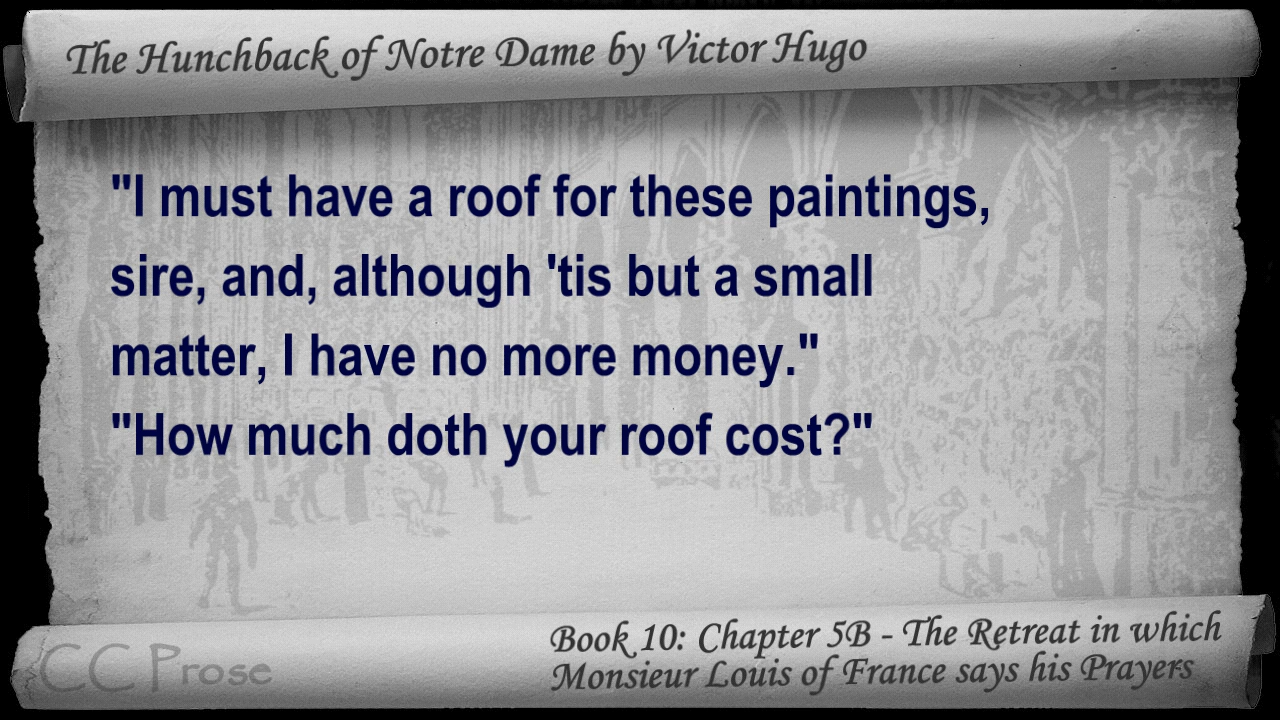 The Hunchback of Notre Dame by Victor Hugo
"I must have a roof for these paintings,
sire, and, although 'tis but a small
matter, I have no more money."
"How much doth your roof cost?"
CC Prose
Book 10: Chapter 5B - The Retreat in which
Monsieur Louis of France says his Prayers